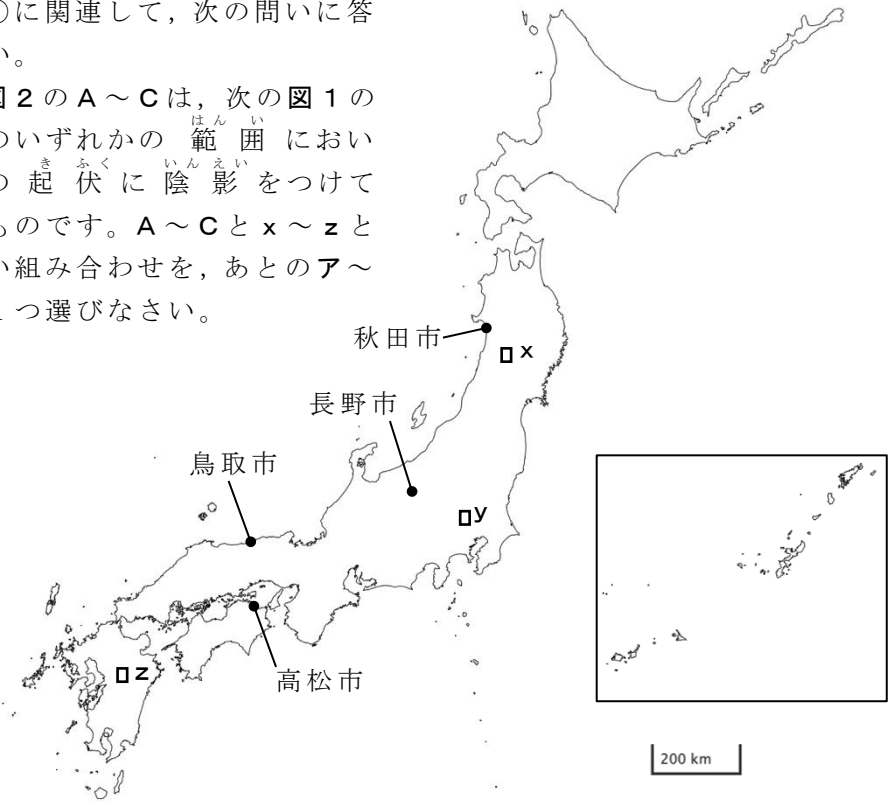 に関連して，次の問いに答
い。
図2のA～Cは，次の図1の
のいずれかの 範囲 におい
はん い
の 起伏 に 陰影 をつけて
き ふく いん えい
ものです。A～Cとx～zと
い組み合わせを，あとのア～
つ選びなさい。
秋田市
x
長野市
鳥取市
y
z
高松市
200 km